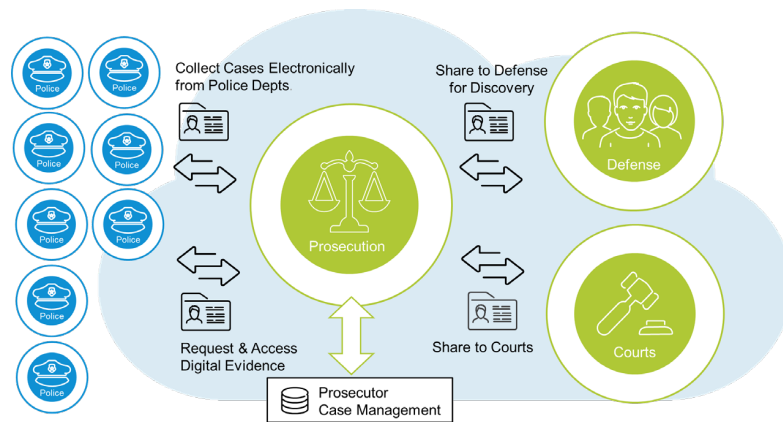 Police
Police
Police
Police
Police
Police
Police
Police
Collect Cases Electronically
from Police Depts.
Request & Access
Digital Evidence
Prosecution
Prosecutor
Case Management
Share to Defense
for Discovery
Share to Courts
Defense
Courts